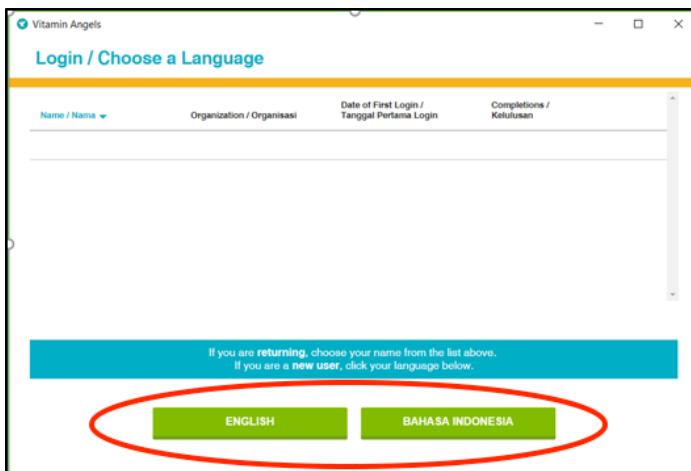 Vitamin Angels
Login / Choose a Language
Name / Nama
Organization / Organisasi
Date of First Login /
Tanggal Pertama Login
Completions /
Kelulusan
If you are returning, choose your name from the list above.
If you are a new user, click your language below.
ENGLISH
BAHASA INDONESIA